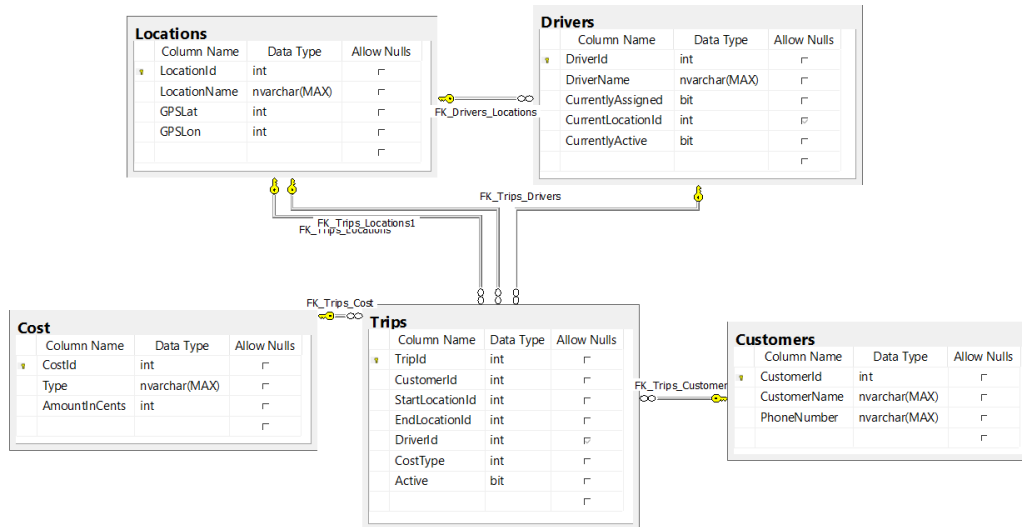 Locations
Column Name Data Type Allow Nulls
LocationId int
LocationName nvarchar(MAX)
GPSLat int
GPSLon int
Drivers
Column Name Data Type Allow Nulls
DriverId int
DriverName nvarchar(MAX)
CurrentlyAssigned bit
CurrentLocationId int
CurrentlyActive bit
FK_Drivers_Locations
FK_Trips_Drivers
FK_Trips_Locations1
FK_Trips_Locations
FK_Trips_Cost
Cost
Column Name Data Type Allow Nulls
CostId int
Type nvarchar(MAX)
AmountInCents int
Trips
Column Name Data Type Allow Nulls
TripId int
CustomerId int
StartLocationId int
EndLocationId int
DriverId int
CostType int
Active bit
FK_Trips_Customer
Customers
Column Name Data Type Allow Nulls
CustomerId int
CustomerName nvarchar(MAX)
PhoneNumber nvarchar(MAX)